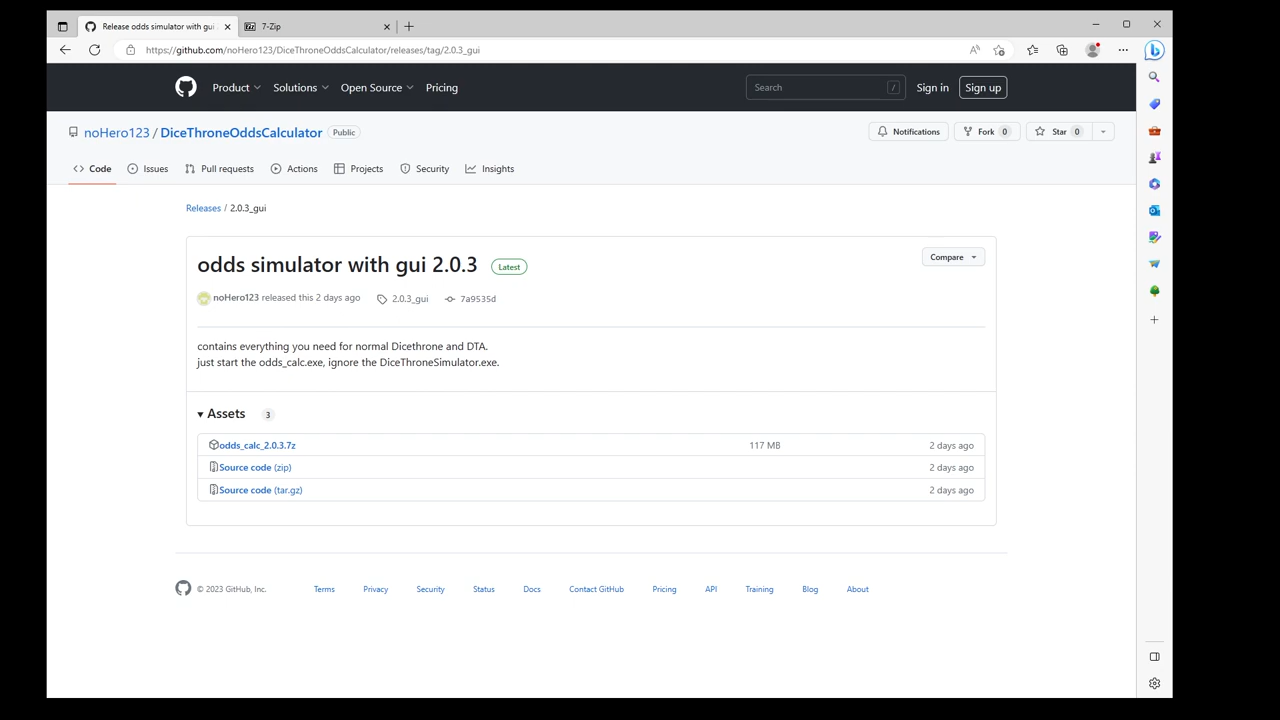 Release odds simulator with gui
7-Zip
https://github.com/noHero123/DiceThroneOddsCalculator/releases/tag/2.0.3_gui
Product
Solutions
Open Source
Pricing
Search
/
Sign in
Sign up
noHero123 / DiceThroneOddsCalculator Public
Notifications
Fork 0
Star 0
Code
Issues
Pull requests
Actions
Projects
Security
Insights
Releases / 2.0.3_gui
odds simulator with gui 2.0.3 Latest
Compare
noHero123 released this 2 days ago 2.0.3_gui 7a9535d
contains everything you need for normal Dicethrone and DTA.
just start the odds_calc.exe, ignore the DiceThroneSimulator.exe.
Assets 3
odds_calc_2.0.3.7z 117 MB 2 days ago
Source code (zip) 2 days ago
Source code (tar.gz) 2 days ago
© 2023 GitHub, Inc. Terms Privacy Security Status Docs Contact GitHub Pricing API Training Blog About